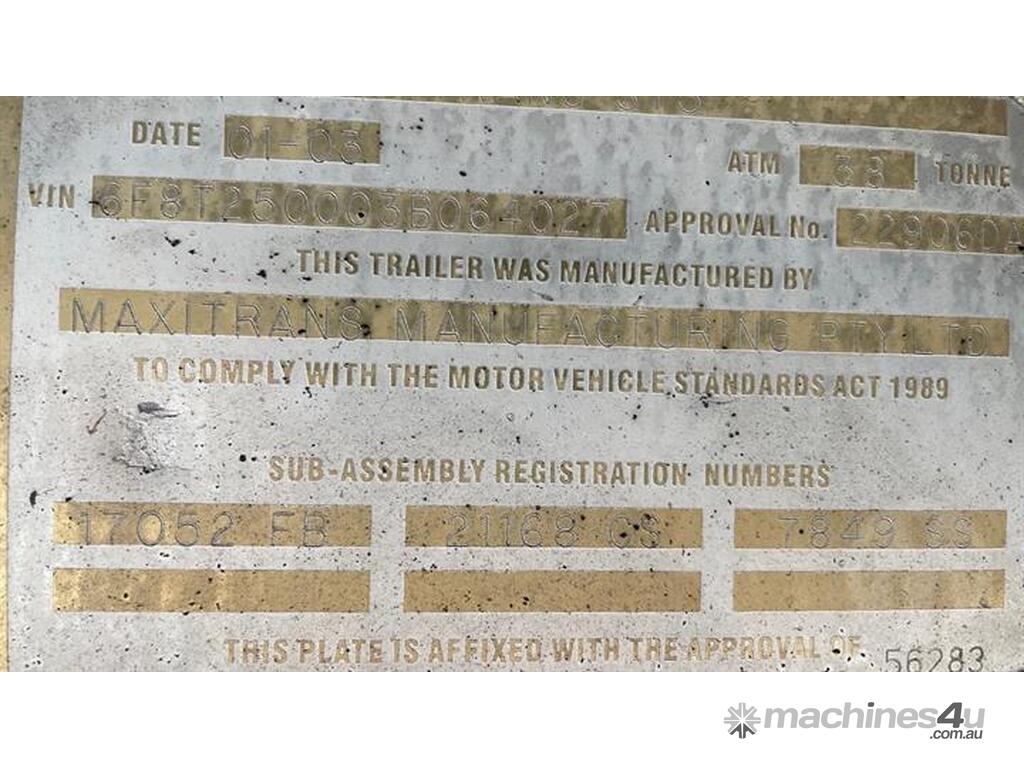 DATE 01-03
ATM 38 TONNE
VIN 6F8T250003B064027 APPROVAL No. 22906DA
THIS TRAILER WAS MANUFACTURED BY
MAXITRANS MANUFACTURING PTY.LTD
TO COMPLY WITH THE MOTOR VEHICLE STANDARDS ACT 1989
SUB-ASSEMBLY REGISTRATION NUMBERS
17052 EB 21168 CS 7849 SS
THIS PLATE IS AFFIXED WITH THE APPROVAL OF 56283
machines4u
.com.au